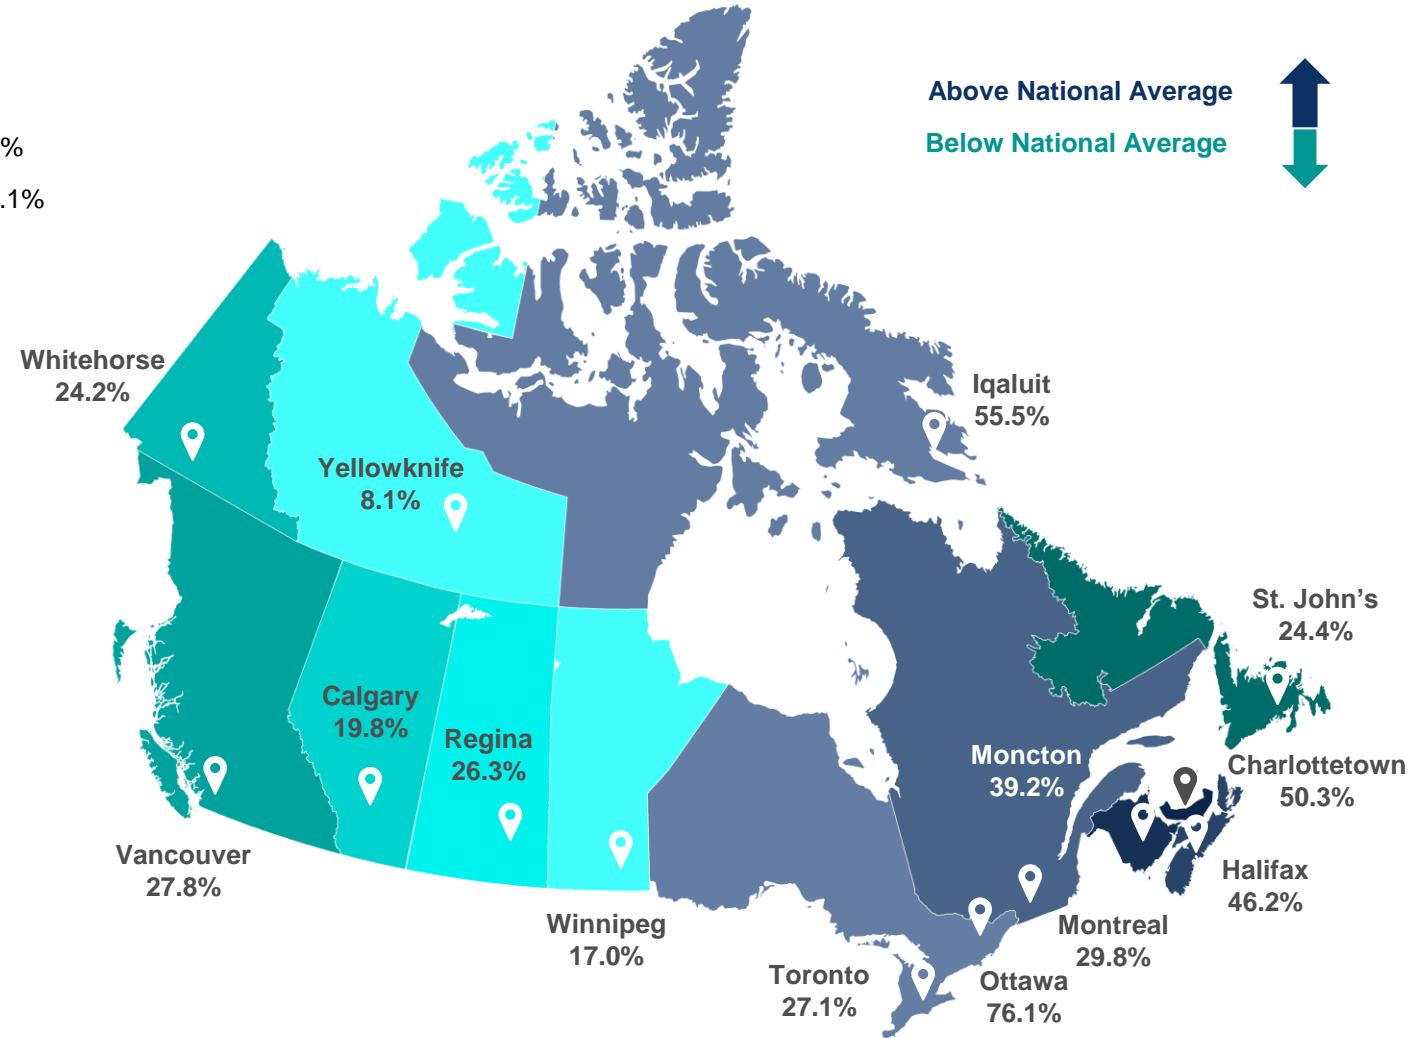 Above National Average
Below National Average
%
.1%
Whitehorse
24.2%
Iqaluit
55.5%
Yellowknife
8.1%
St. John’s
24.4%
Calgary
19.8%
Regina
26.3%
Moncton
39.2%
Charlottetown
50.3%
Vancouver
27.8%
Halifax
46.2%
Winnipeg
17.0%
Montreal
29.8%
Toronto
27.1%
Ottawa
76.1%